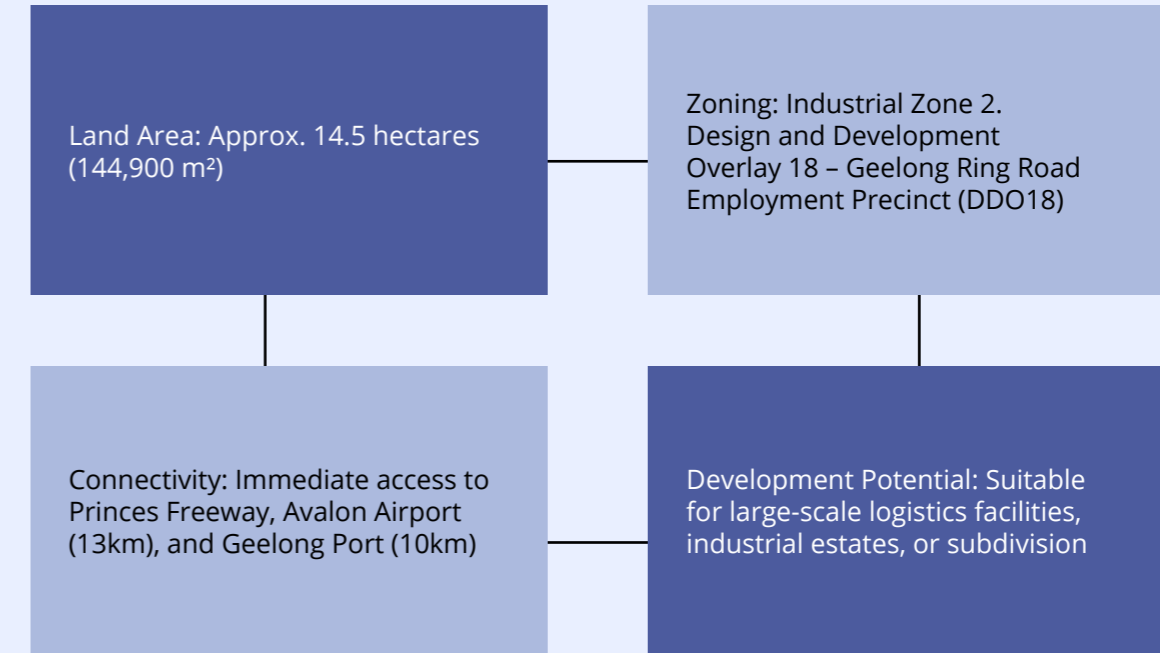 Land Area: Approx. 14.5 hectares
(144,900 m²)
Zoning: Industrial Zone 2.
Design and Development
Overlay 18 – Geelong Ring Road
Employment Precinct (DDO18)
Connectivity: Immediate access to
Princes Freeway, Avalon Airport
(13km), and Geelong Port (10km)
Development Potential: Suitable
for large-scale logistics facilities,
industrial estates, or subdivision